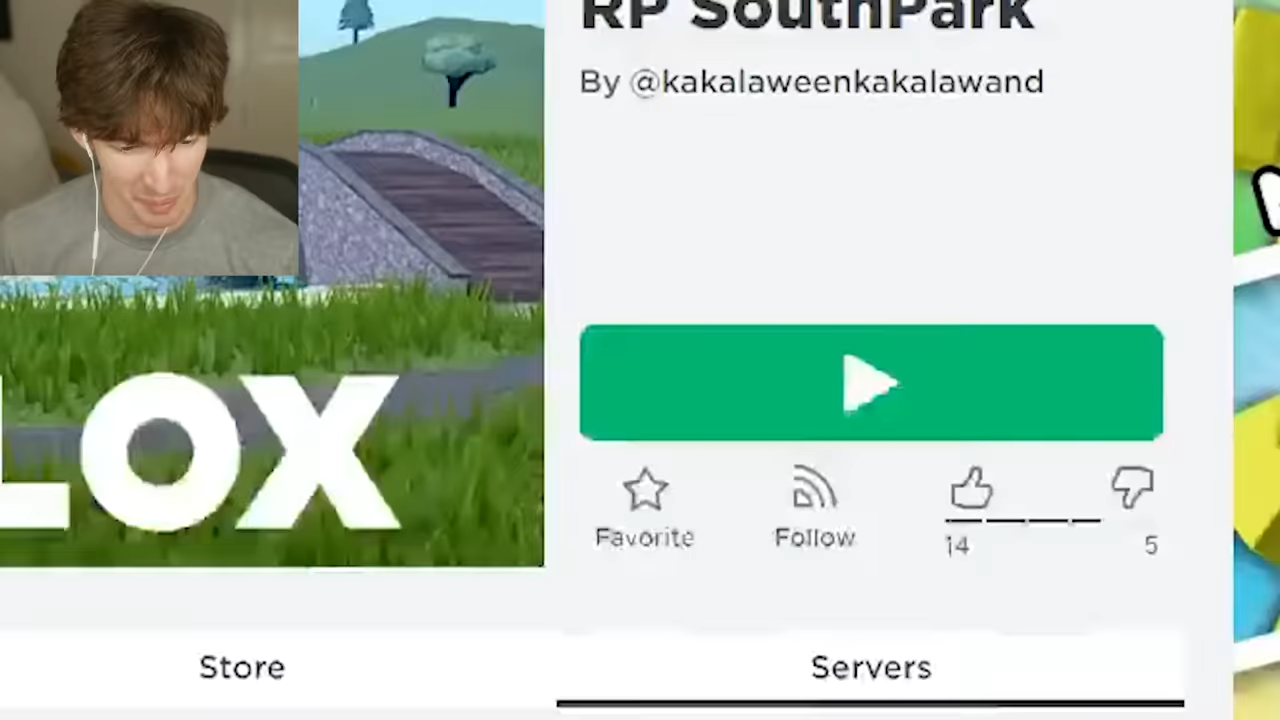 RP SouthPark
By @kakalaweenkakalawand
LOX
Favorite
Follow
14
5
Store
Servers